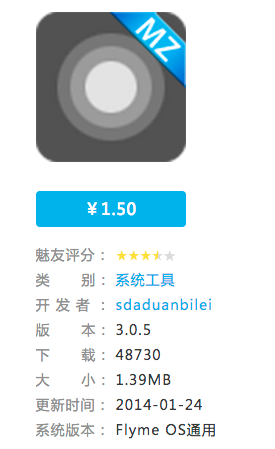 MZ
￥1.50
魅友评分：
类 别：系统工具
开 发 者 ：sdaduanbilei
版 本：3.0.5
下 载：48730
大 小：1.39MB
更新时间：2014-01-24
系统版本：Flyme OS通用